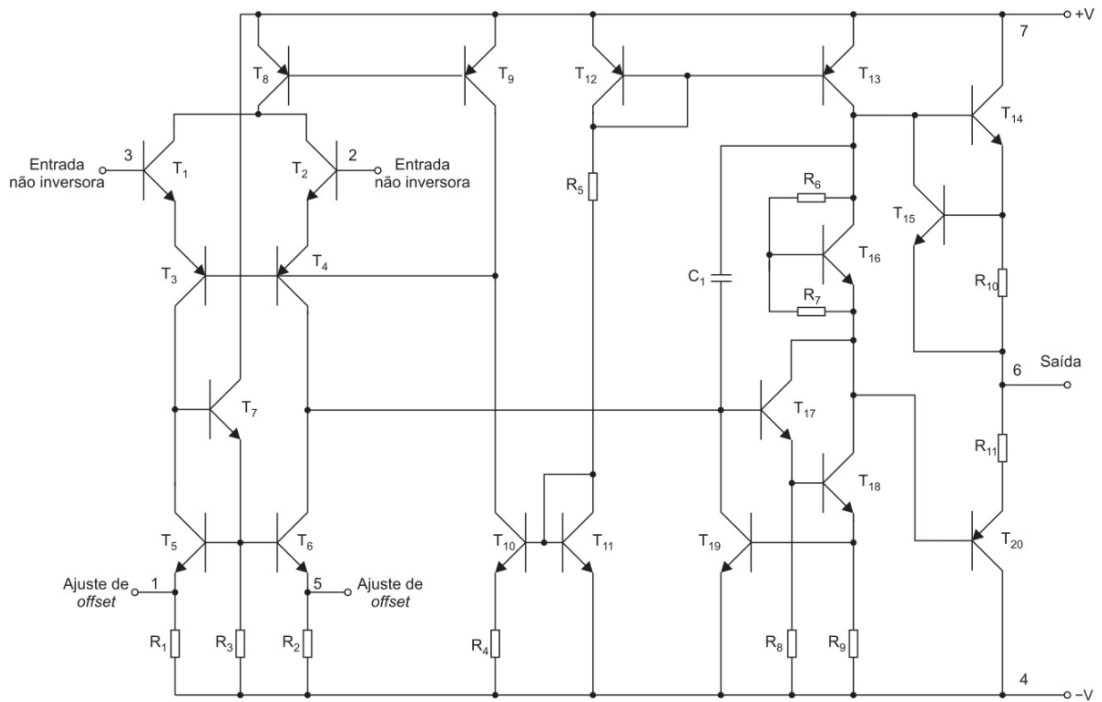 +V
7
T8
T9
T12
T13
T14
3
Entrada
não inversora
T1
T2
2
Entrada
não inversora
R5
R6
T15
T16
T3
T4
C1
R7
R10
6
Saída
T7
T17
R11
T18
T5
T6
T10
T11
T19
T20
Ajuste de
offset
1
5
Ajuste de
offset
R1
R3
R2
R4
R8
R9
4
−V